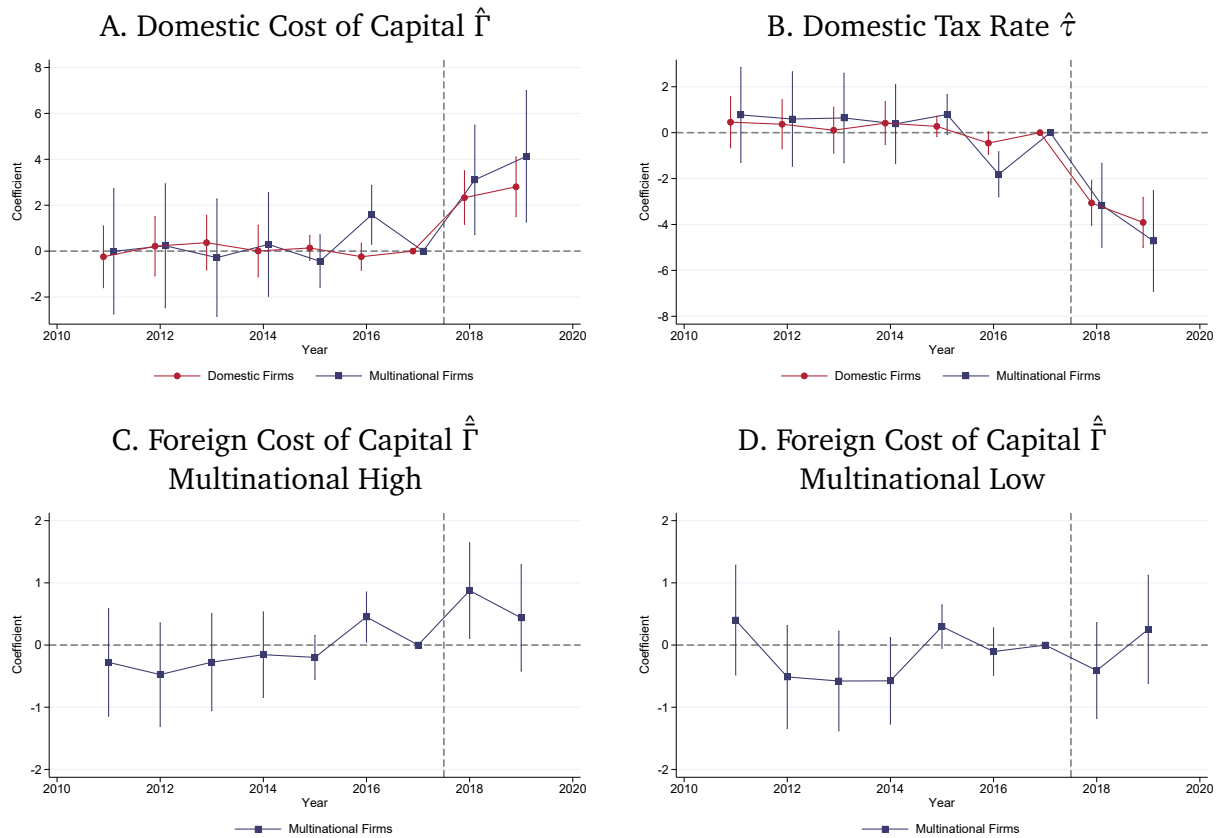 A. Domestic Cost of Capital Γ̂
8
6
4
2
0
-2
Coefficient
2010 2012 2014 2016 2018 2020
Year
Domestic Firms Multinational Firms
B. Domestic Tax Rate τ̂
2
0
-2
-4
-6
-8
Coefficient
2010 2012 2014 2016 2018 2020
Year
Domestic Firms Multinational Firms
C. Foreign Cost of Capital Γ̄̂
Multinational High
2
1
0
-1
-2
Coefficient
2010 2012 2014 2016 2018 2020
Year
Multinational Firms
D. Foreign Cost of Capital Γ̄̂
Multinational Low
2
1
0
-1
-2
Coefficient
2010 2012 2014 2016 2018 2020
Year
Multinational Firms